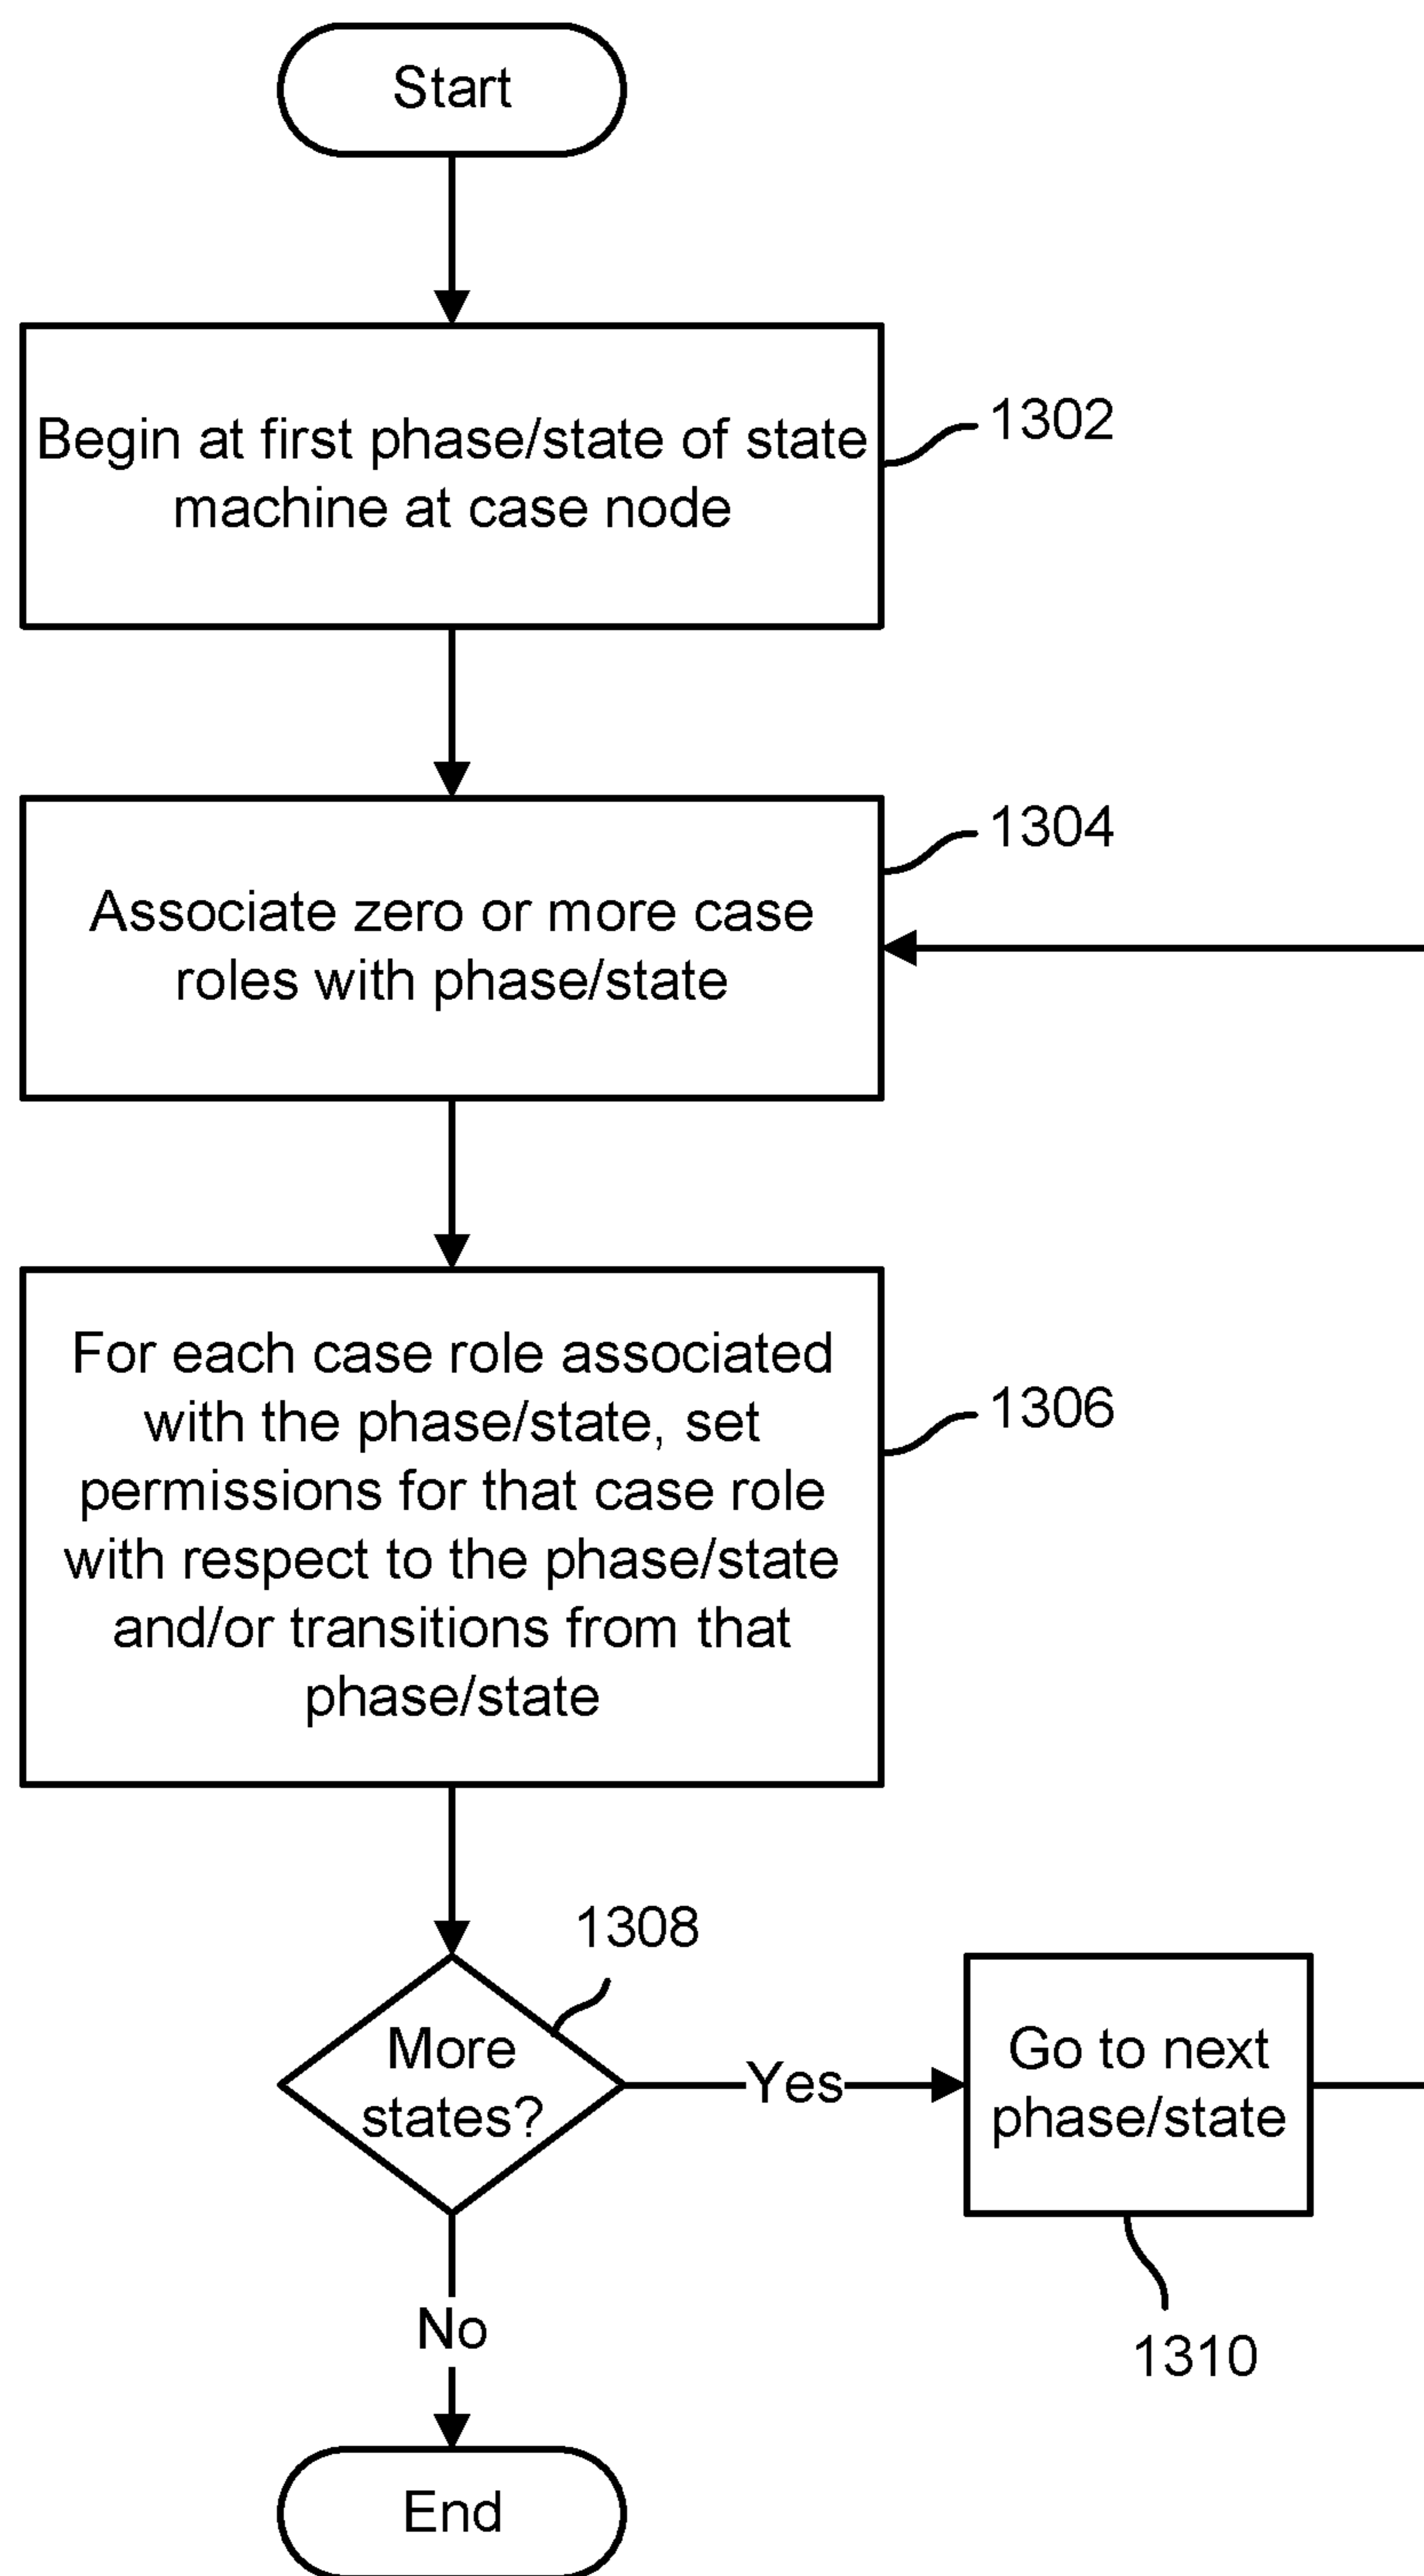 Start
Begin at first phase/state of state
machine at case node
1302
Associate zero or more case
roles with phase/state
1304
For each case role associated
with the phase/state, set
permissions for that case role
with respect to the phase/state
and/or transitions from that
phase/state
1306
1308
More
states?
Yes
Go to next
phase/state
1310
No
End